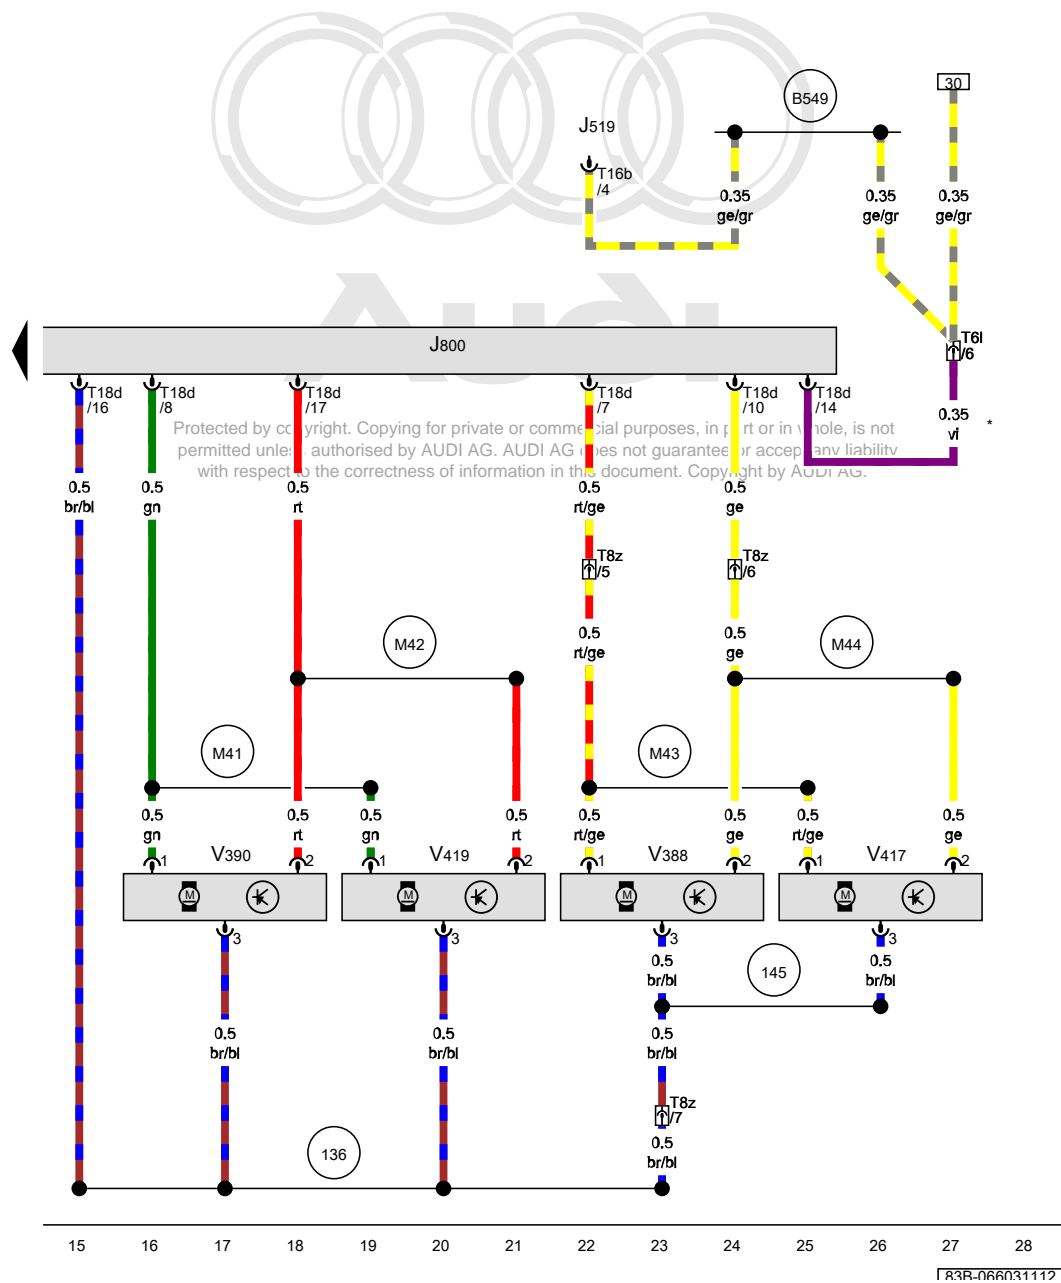 B549
30
J519
T16b
/4
0.35
ge/gr
0.35
ge/gr
0.35
ge/gr
Audi
J800
T6l
/6
T18d
/16
T18d
/8
T18d
/17
T18d
/7
T18d
/10
T18d
/14
0.35
vi
*
Protected by copyright. Copying for private or commercial purposes, in part or in whole, is not
permitted unless authorised by AUDI AG. AUDI AG does not guarantee or accept any liability
with respect to the correctness of information in this document. Copyright by AUDI AG.
0.5
br/bl
0.5
gn
0.5
rt
0.5
rt/ge
0.5
ge
T8z
/5
T8z
/6
0.5
rt/ge
0.5
ge
M42
M44
M41
M43
0.5
gn
0.5
rt
0.5
gn
0.5
rt
0.5
rt/ge
0.5
ge
0.5
rt/ge
0.5
ge
1 V390 2
1 V419 2
1 V388 2
1 V417 2
M
M
M
M
3
3
3
3
0.5
br/bl
0.5
br/bl
145
0.5
br/bl
0.5
br/bl
0.5
br/bl
T8z
/7
0.5
br/bl
136
15 16 17 18 19 20 21 22 23 24 25 26 27 28
83B-066031112